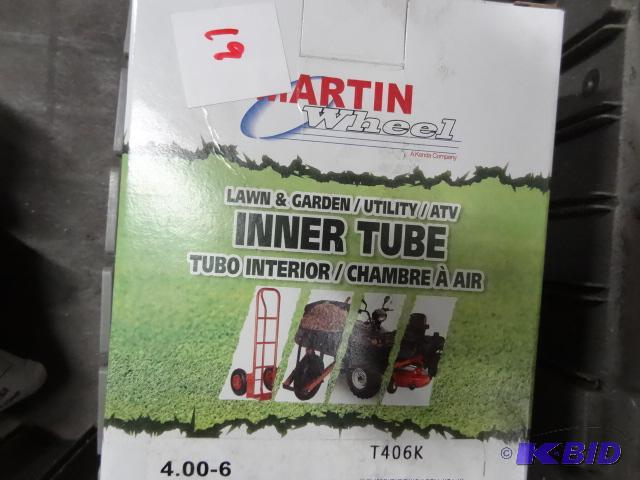 MARTIN
Wheel
A Kenda Company
LAWN & GARDEN / UTILITY / ATV
INNER TUBE
TUBO INTERIOR / CHAMBRE À AIR
T406K
4.00-6
© K-BID